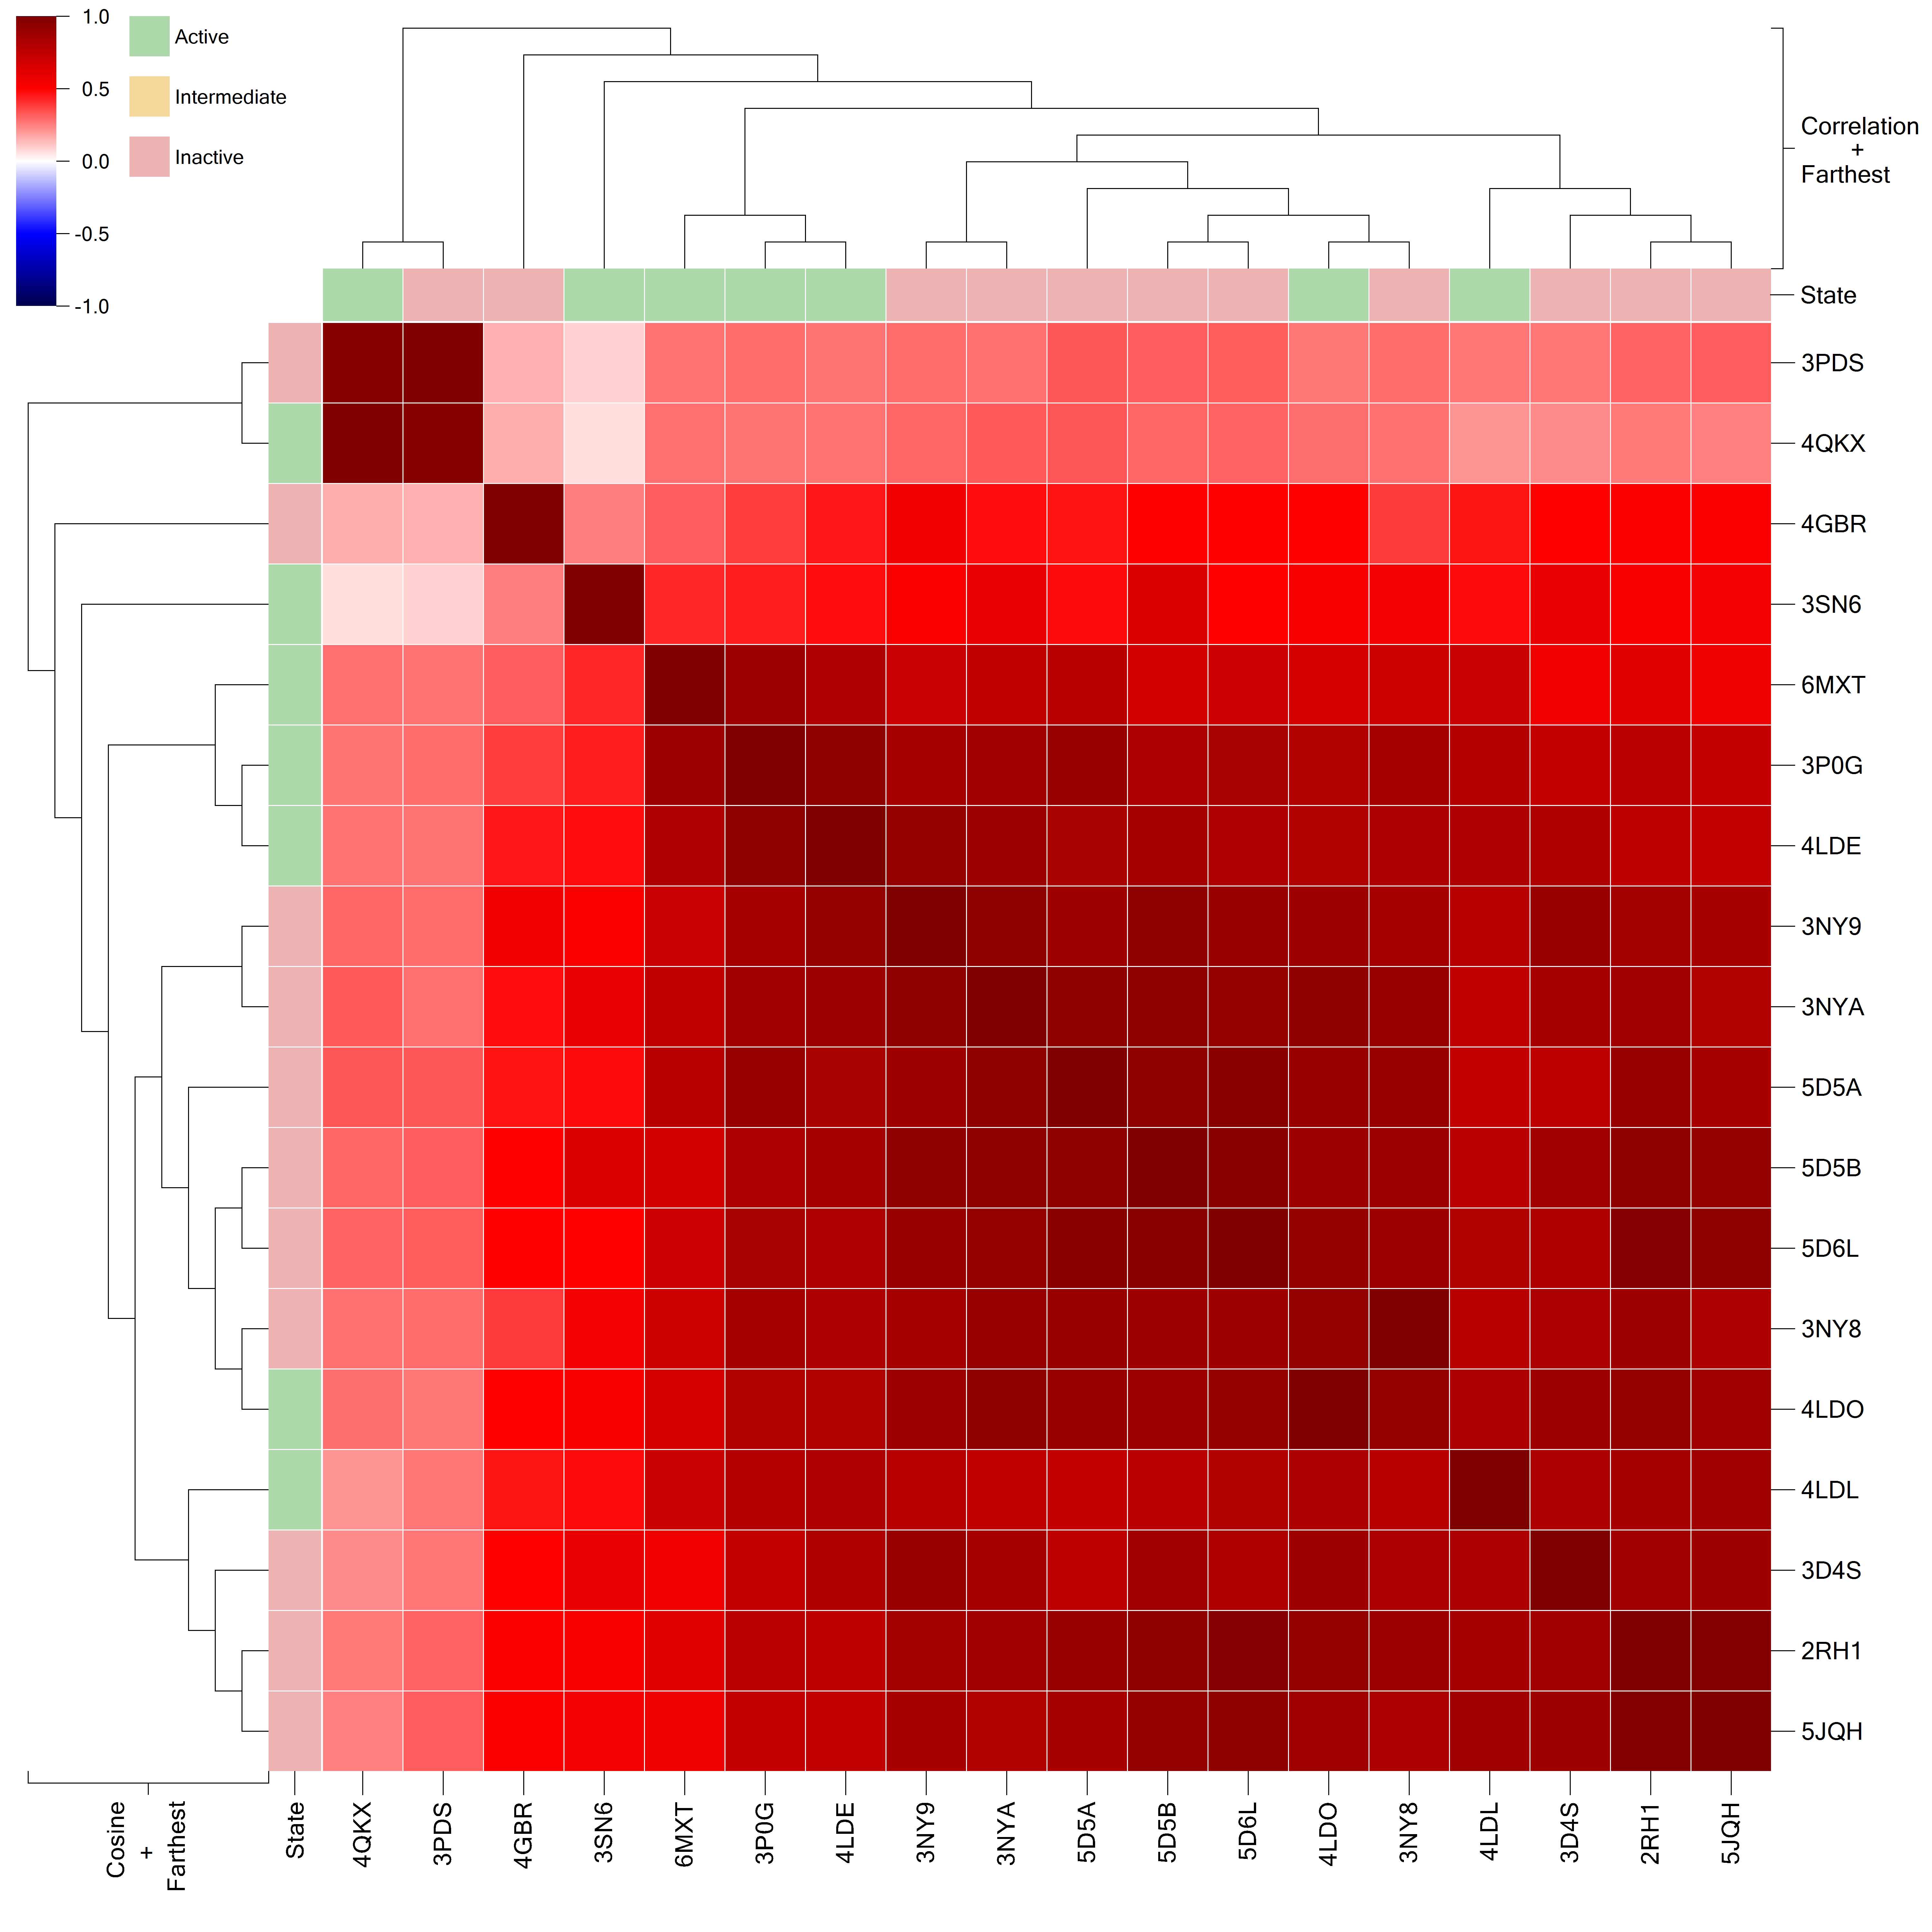 1.0
0.5
0.0
-0.5
-1.0
Active
Intermediate
Inactive
Correlation
+
Farthest
State
3PDS
4QKX
4GBR
3SN6
6MXT
3P0G
4LDE
3NY9
3NYA
5D5A
5D5B
5D6L
3NY8
4LDO
4LDL
3D4S
2RH1
5JQH
Cosine
+
Farthest
State
4QKX
3PDS
4GBR
3SN6
6MXT
3P0G
4LDE
3NY9
3NYA
5D5A
5D5B
5D6L
4LDO
3NY8
4LDL
3D4S
2RH1
5JQH